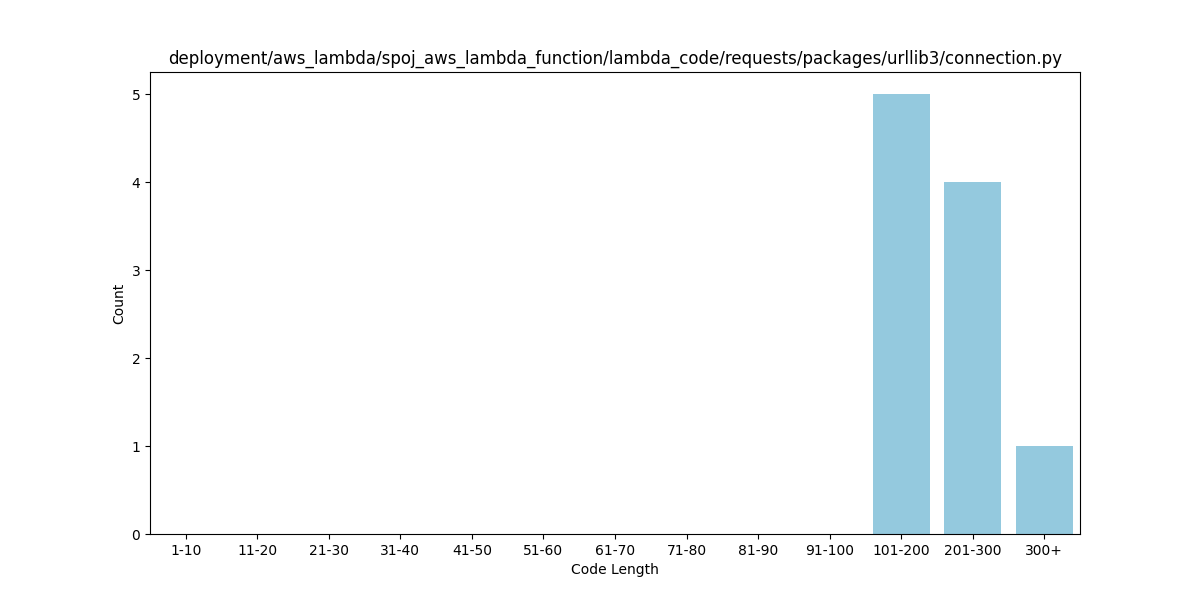 deployment/aws_lambda/spoj_aws_lambda_function/lambda_code/requests/packages/urllib3/connection.py
5
4
3
2
1
0
Count
1-10 11-20 21-30 31-40 41-50 51-60 61-70 71-80 81-90 91-100 101-200 201-300 300+
Code Length